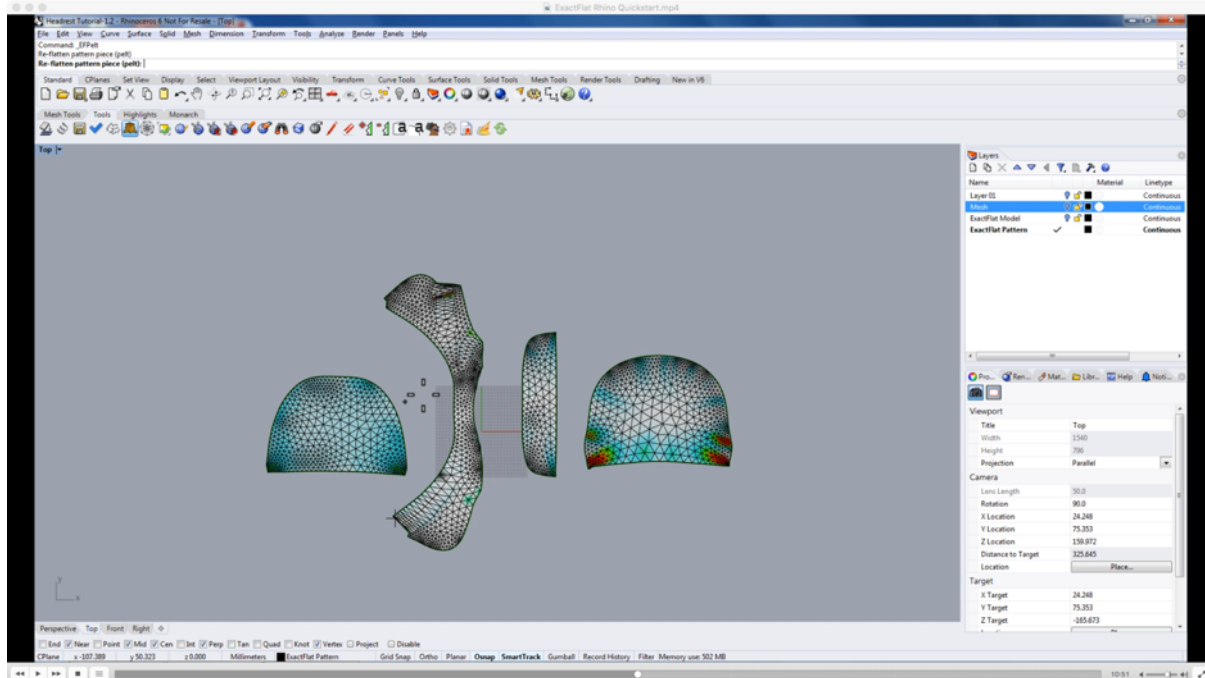 ExactFlat Rhino Quickstart.mp4
Headrest Tutorial-1.2 - Rhinoceros 6 Not For Resale - [Top]
File Edit View Curve Surface Solid Mesh Dimension Transform Tools Analyze Render Panels Help
Command: _EFPelt
Re-flatten pattern piece (pelt)
Re-flatten pattern piece (pelt):
Standard CPlanes Set View Display Select Viewport Layout Visibility Transform Curve Tools Surface Tools Solid Tools Mesh Tools Render Tools Drafting New in V6
Mesh Tools Tools Highlights Monarch
Top
Layers
Name Material Linetype
Layer 01 Continuous
Mesh Continuous
ExactFlat Model Continuous
ExactFlat Pattern Continuous
Pro... Ren... Mat... Libr... Help Noti...
Viewport
Title Top
Width 1540
Height 786
Projection Parallel
Camera
Lens Length 50.0
Rotation 90.0
X Location 24.248
Y Location 75.353
Z Location 159.972
Distance to Target 325.645
Location Place...
Target
X Target 24.248
Y Target 75.353
Z Target -165.673
y
x
Perspective Top Front Right
End Near Point Mid Cen Int Perp Tan Quad Knot Vertex Project Disable
CPlane x -107.389 y 50.323 z 0.000 Millimeters ExactFlat Pattern Grid Snap Ortho Planar Osnap SmartTrack Gumball Record History Filter Memory use: 502 MB
10:51